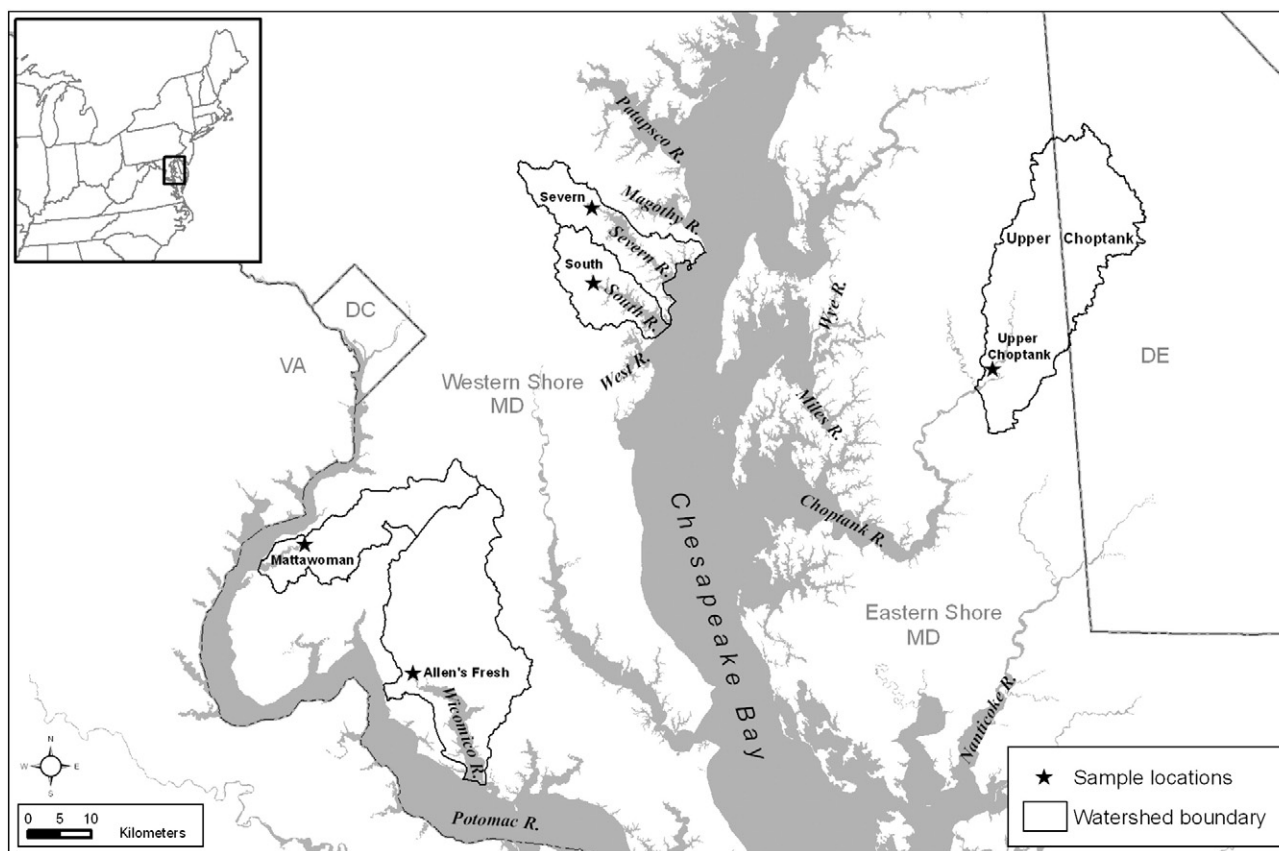 Patapsco R.
Severn
Magothy R.
Severn R.
South
South R.
Upper Choptank
Wye R.
DC
VA
Upper
Choptank
DE
Western Shore
MD
West R.
Miles R.
Choptank R.
Chesapeake Bay
Mattawoman
Eastern Shore
MD
Allen's Fresh
Wicomico R.
Nanticoke R.
N
W E
S
0 5 10
Kilometers
Potomac R.
Sample locations
Watershed boundary